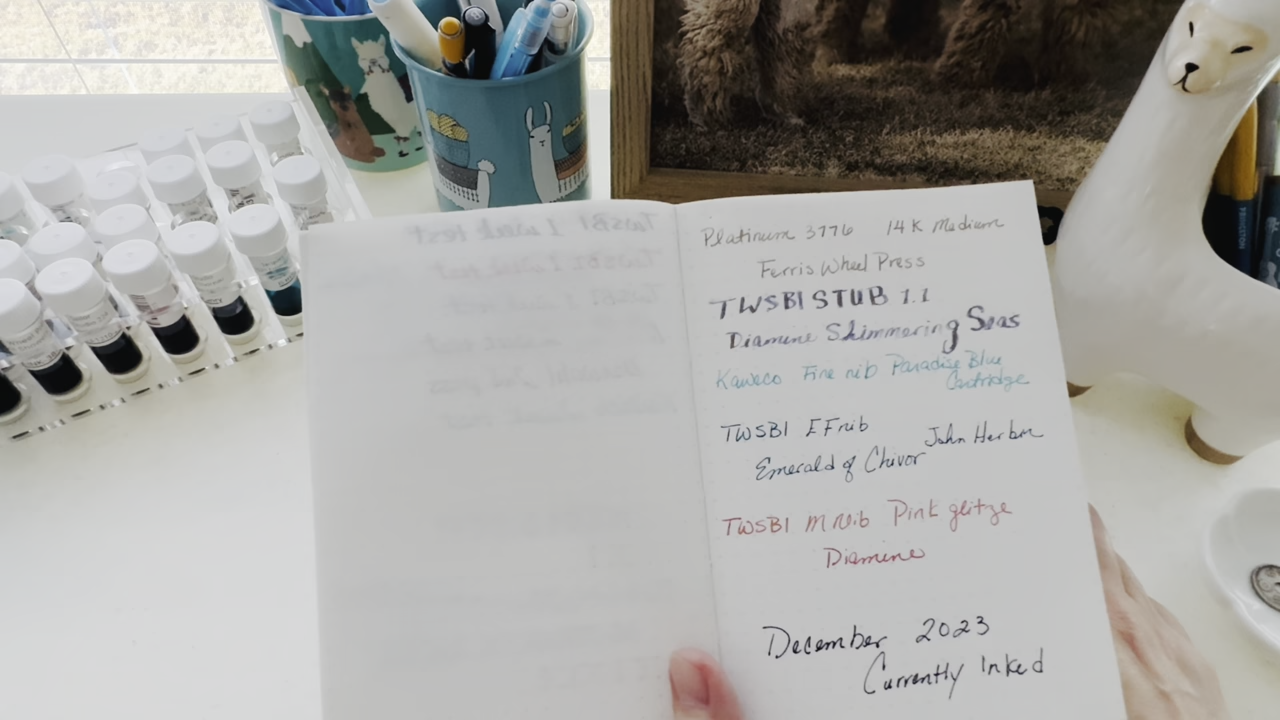 Platinum 3776 14K Medium
Ferris Wheel Press
TWSBI STUB 1.1
Diamine Shimmering Seas
Kaweco Fine nib Paradise Blue
Cartridge
TWSBI EF nib
John Herbin
Emerald of Chivor
TWSBI M Nib Pink glitze
Diamine
December 2023
Currently Inked
PRINCETON